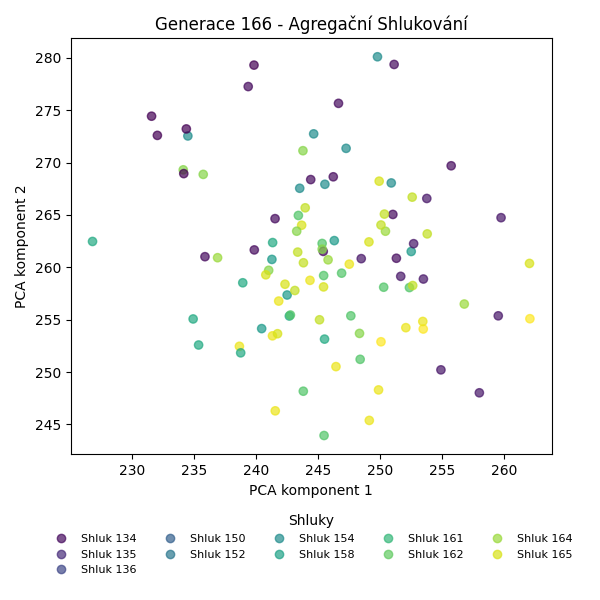 Generace 166 - Agregační Shlukování
280
275
270
265
260
255
250
245
PCA komponent 2
230 235 240 245 250 255 260
PCA komponent 1
Shluky
Shluk 134 Shluk 150 Shluk 154 Shluk 161 Shluk 164
Shluk 135 Shluk 152 Shluk 158 Shluk 162 Shluk 165
Shluk 136